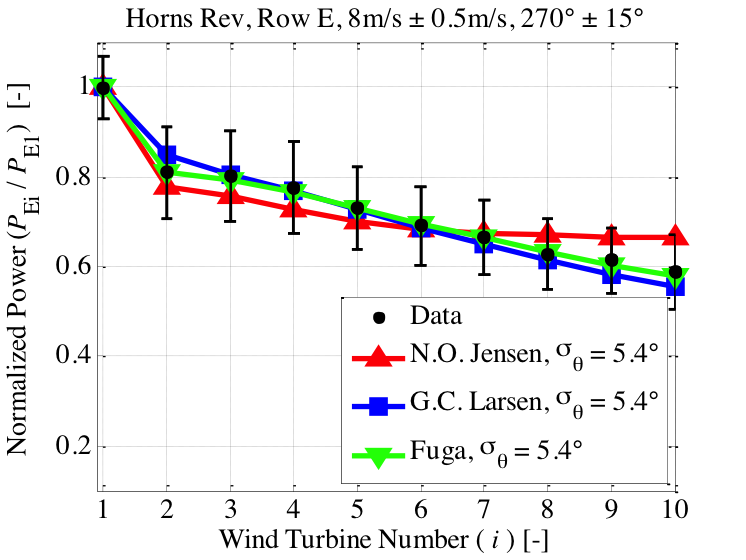 Horns Rev, Row E, 8m/s ± 0.5m/s, 270° ± 15°
Normalized Power (P_Ei / P_E1) [-]
1
0.8
0.6
0.4
0.2
Data
N.O. Jensen, σ_θ = 5.4°
G.C. Larsen, σ_θ = 5.4°
Fuga, σ_θ = 5.4°
1 2 3 4 5 6 7 8 9 10
Wind Turbine Number ( i ) [-]